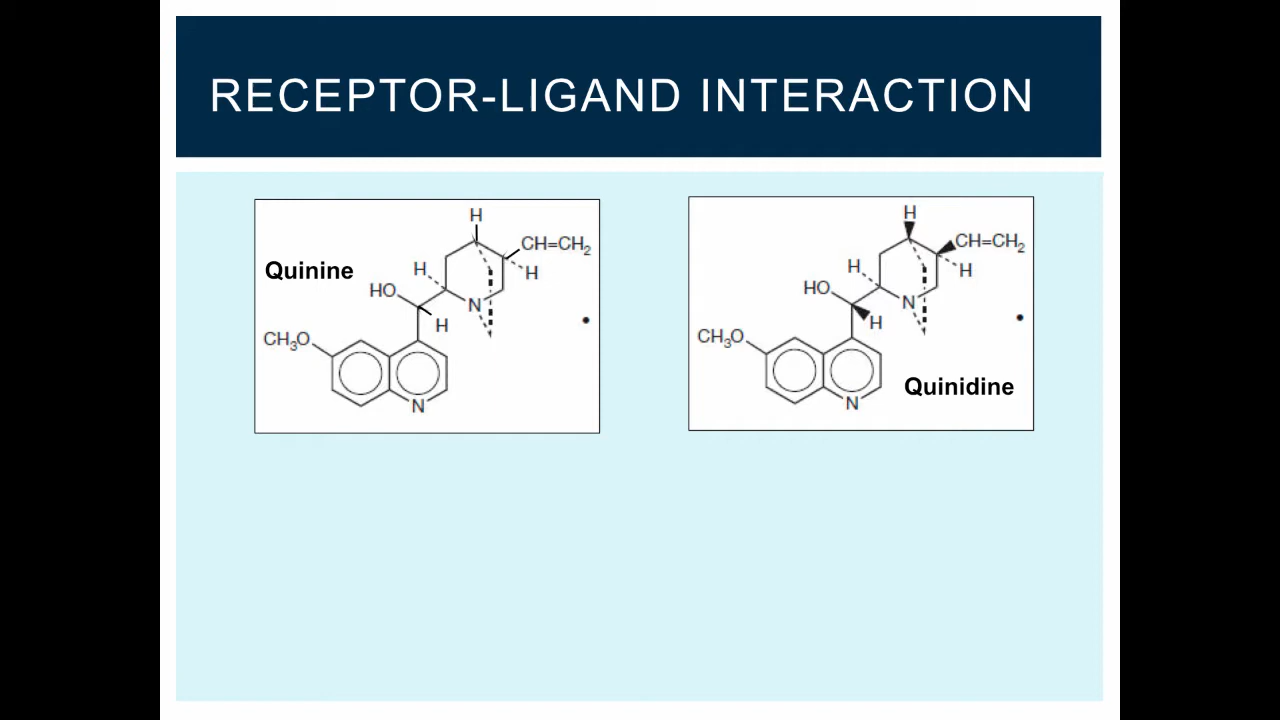 RECEPTOR-LIGAND INTERACTION
H
CH=CH₂
Quinine
H
H
HO
N
H
CH₃O
N
H
CH=CH₂
H
H
HO
N
H
CH₃O
Quinidine
N